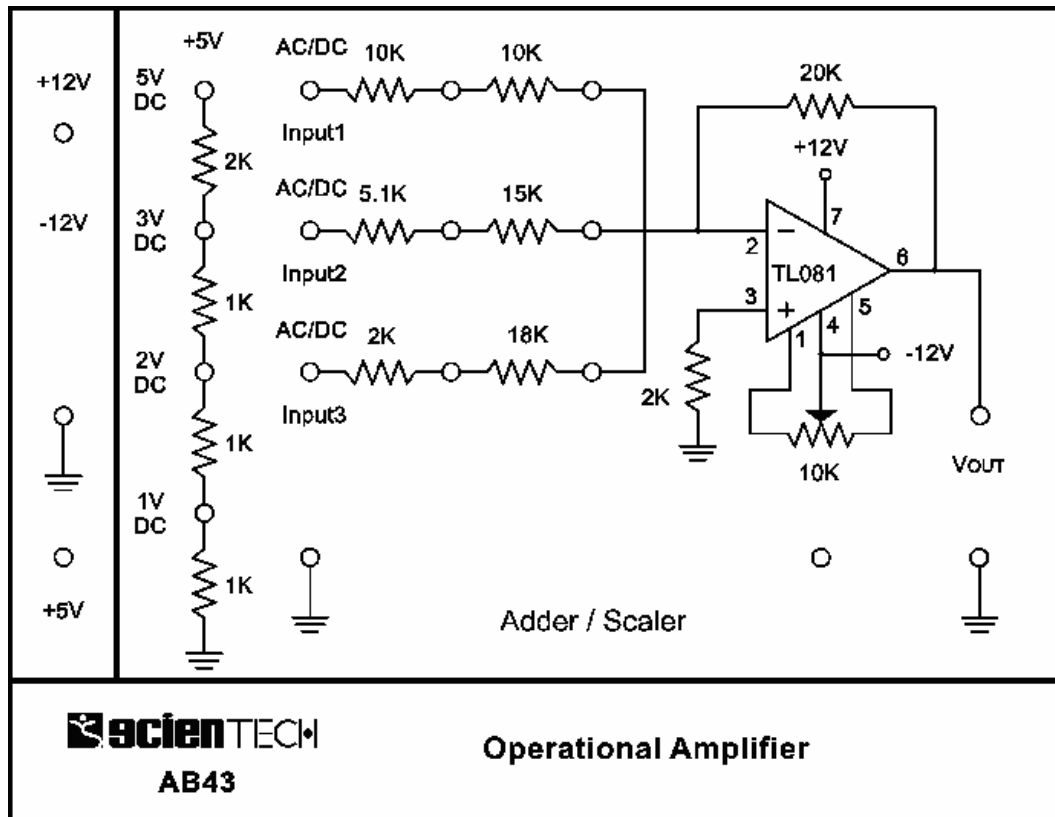 +12V
-12V
+5V
+5V
5V
DC
2K
3V
DC
1K
2V
DC
1K
1V
DC
1K
AC/DC
10K
10K
Input1
AC/DC
5.1K
15K
Input2
AC/DC
2K
18K
Input3
20K
+12V
7
2
−
TL081
6
3
+
5
1
4
-12V
2K
10K
VOUT
Adder / Scaler
scienTECH
AB43
Operational Amplifier